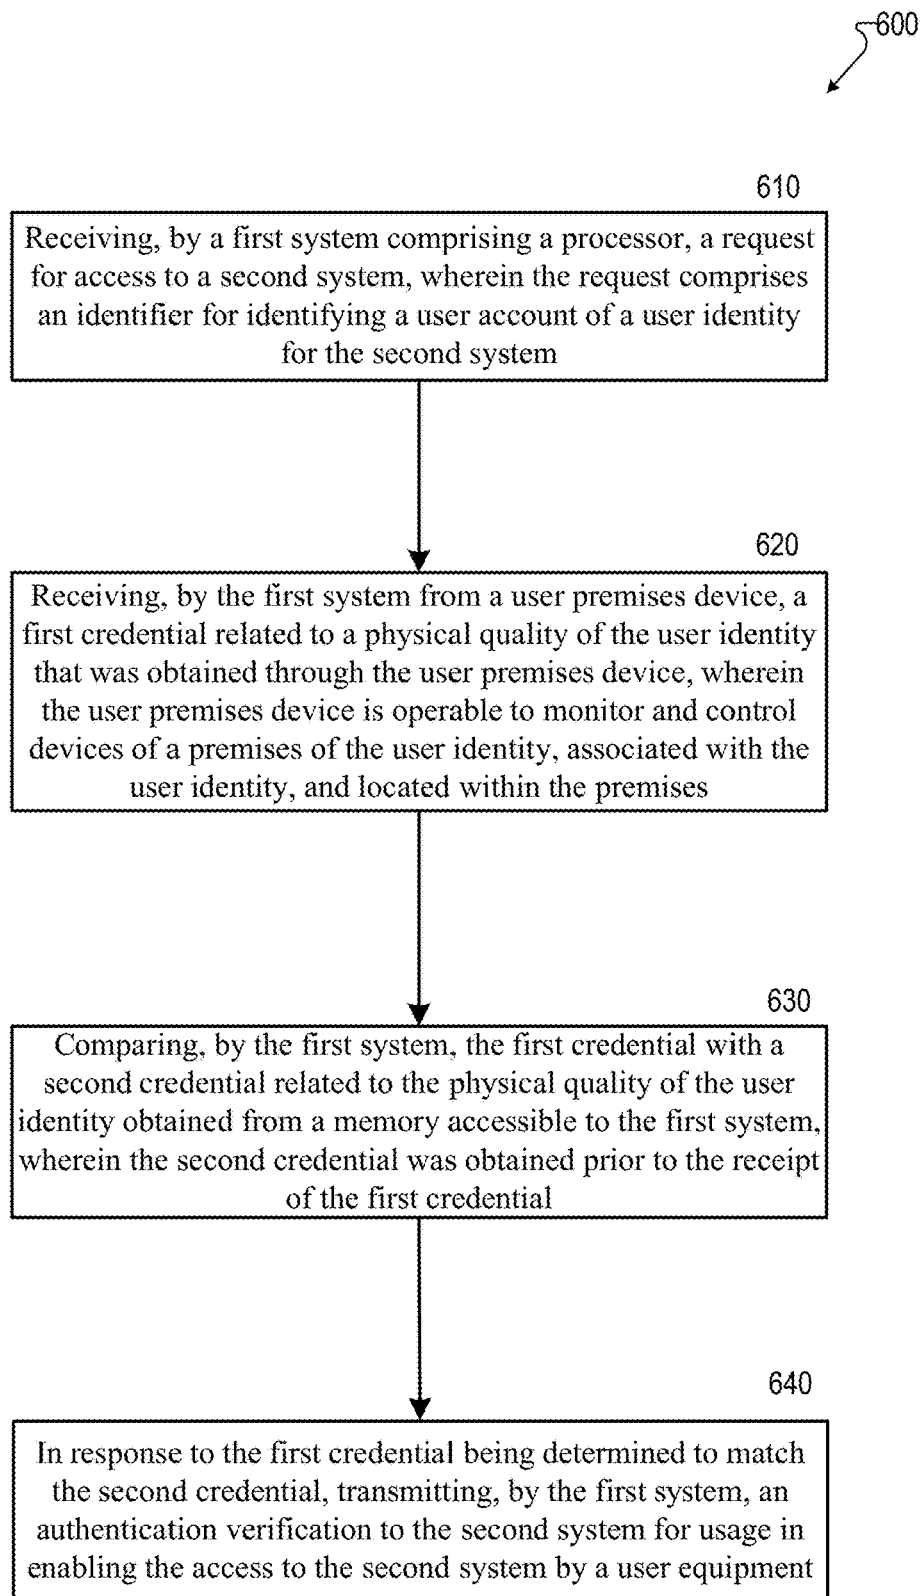 600
610
Receiving, by a first system comprising a processor, a request
for access to a second system, wherein the request comprises
an identifier for identifying a user account of a user identity
for the second system
620
Receiving, by the first system from a user premises device, a
first credential related to a physical quality of the user identity
that was obtained through the user premises device, wherein
the user premises device is operable to monitor and control
devices of a premises of the user identity, associated with the
user identity, and located within the premises
630
Comparing, by the first system, the first credential with a
second credential related to the physical quality of the user
identity obtained from a memory accessible to the first system,
wherein the second credential was obtained prior to the receipt
of the first credential
640
In response to the first credential being determined to match
the second credential, transmitting, by the first system, an
authentication verification to the second system for usage in
enabling the access to the second system by a user equipment